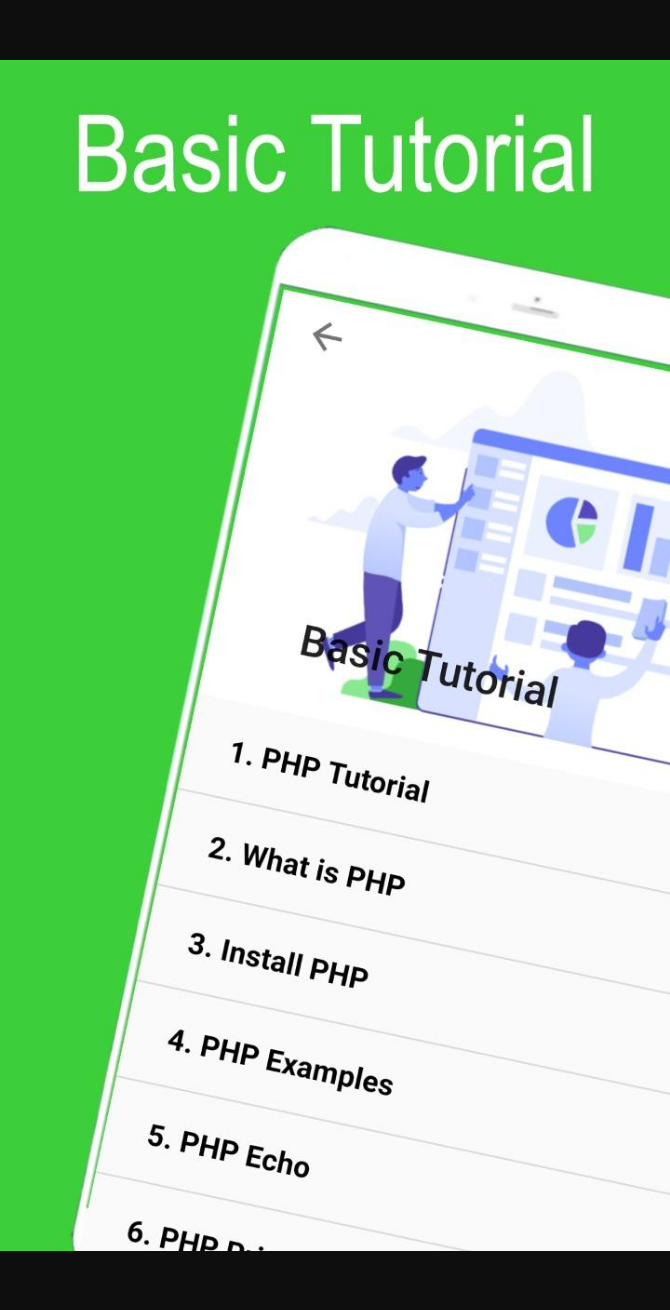 Basic Tutorial
Basic Tutorial
1. PHP Tutorial
2. What is PHP
3. Install PHP
4. PHP Examples
5. PHP Echo
6. PHP